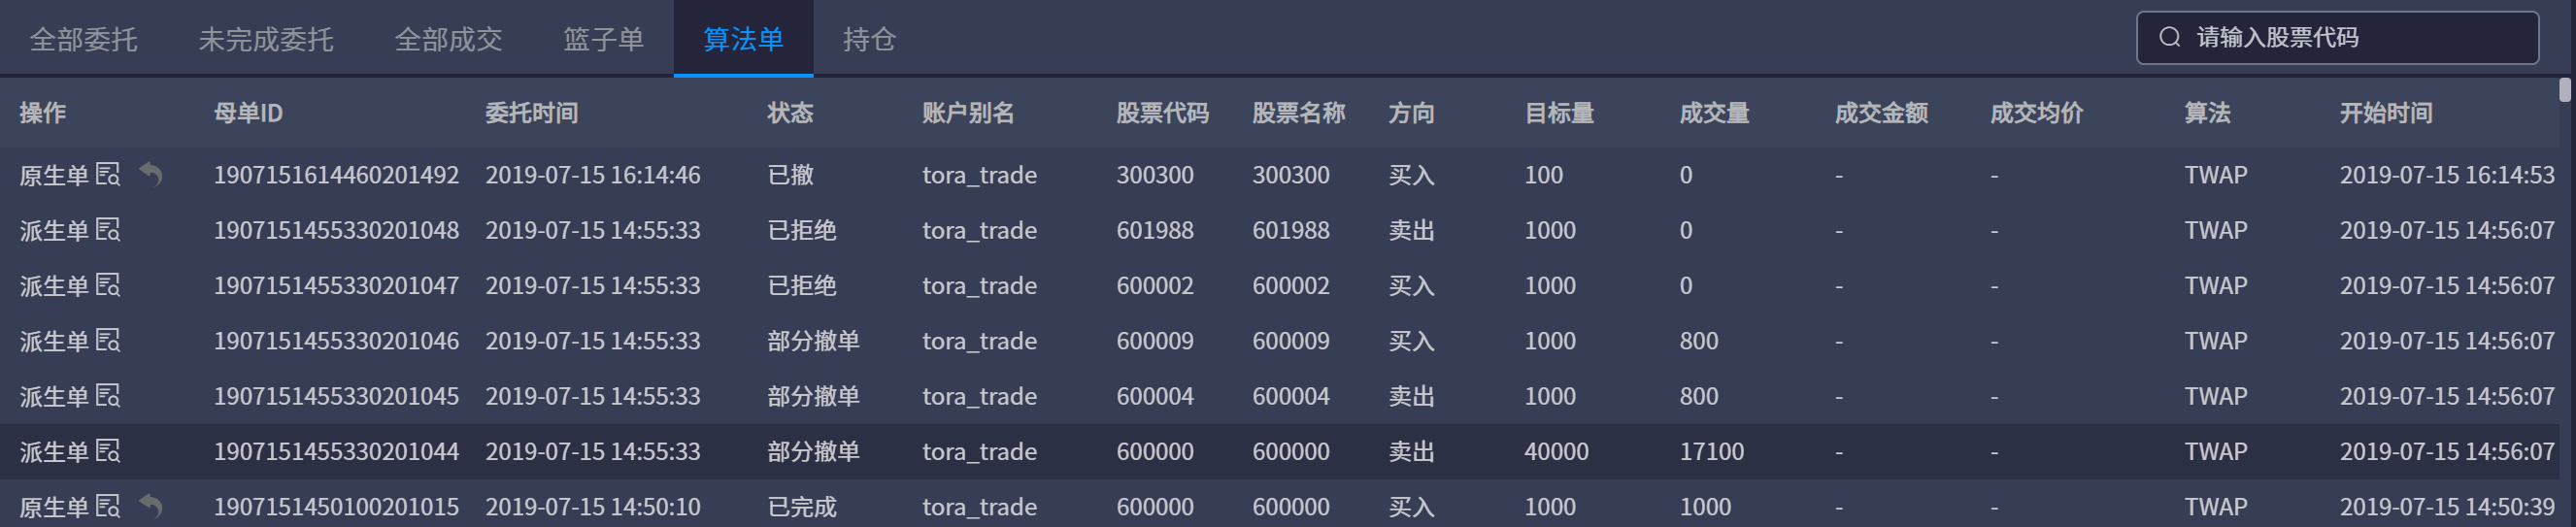 全部委托 未完成委托 全部成交 篮子单 算法单 持仓 请输入股票代码
操作 母单ID 委托时间 状态 账户别名 股票代码 股票名称 方向 目标量 成交量 成交金额 成交均价 算法 开始时间
原生单 1907151614460201492 2019-07-15 16:14:46 已撤 tora_trade 300300 300300 买入 100 0 - - TWAP 2019-07-15 16:14:53
派生单 1907151455330201048 2019-07-15 14:55:33 已拒绝 tora_trade 601988 601988 卖出 1000 0 - - TWAP 2019-07-15 14:56:07
派生单 1907151455330201047 2019-07-15 14:55:33 已拒绝 tora_trade 600002 600002 买入 1000 0 - - TWAP 2019-07-15 14:56:07
派生单 1907151455330201046 2019-07-15 14:55:33 部分撤单 tora_trade 600009 600009 买入 1000 800 - - TWAP 2019-07-15 14:56:07
派生单 1907151455330201045 2019-07-15 14:55:33 部分撤单 tora_trade 600004 600004 卖出 1000 800 - - TWAP 2019-07-15 14:56:07
派生单 1907151455330201044 2019-07-15 14:55:33 部分撤单 tora_trade 600000 600000 卖出 40000 17100 - - TWAP 2019-07-15 14:56:07
原生单 1907151450100201015 2019-07-15 14:50:10 已完成 tora_trade 600000 600000 买入 1000 1000 - - TWAP 2019-07-15 14:50:39